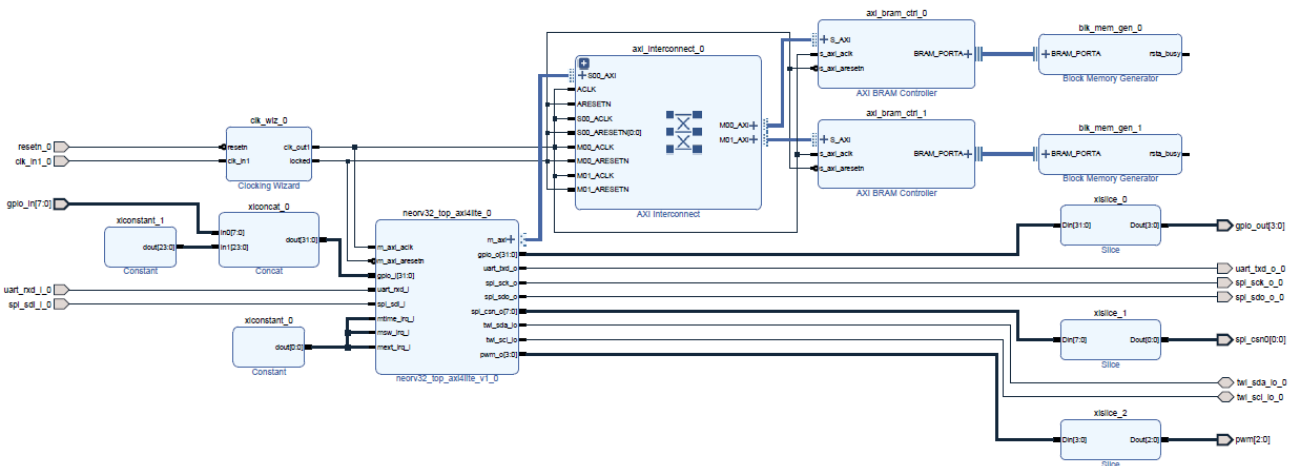 axi_bram_ctrl_0
S_AXI
s_axi_aclk
s_axi_aresetn
BRAM_PORTA
AXI BRAM Controller
blk_mem_gen_0
BRAM_PORTA
rsta_busy
Block Memory Generator
axi_interconnect_0
S00_AXI
ACLK
ARESETN
S00_ACLK
S00_ARESETN[0:0]
M00_ACLK
M00_ARESETN
M01_ACLK
M01_ARESETN
M00_AXI
M01_AXI
AXI Interconnect
axi_bram_ctrl_1
S_AXI
s_axi_aclk
s_axi_aresetn
BRAM_PORTA
AXI BRAM Controller
blk_mem_gen_1
BRAM_PORTA
rsta_busy
Block Memory Generator
clk_wiz_0
resetn_0
clk_in1_0
resetn
clk_in1
clk_out1
locked
Clocking Wizard
gpio_in[7:0]
xlconstant_1
dout[23:0]
Constant
xlconcat_0
In0[7:0]
In1[23:0]
dout[31:0]
Concat
uart_rxd_i_0
spi_sdi_i_0
xlconstant_0
dout[0:0]
Constant
neorv32_top_axi4lite_0
m_axi_aclk
m_axi_aresetn
gpio_i[31:0]
uart_rxd_i
spi_sdi_i
mtime_irq_i
msw_irq_i
mext_irq_i
m_axi
gpio_o[31:0]
uart_txd_o
spi_sck_o
spi_sdo_o
spi_csn_o[7:0]
twi_sda_io
twi_scl_io
pwm_o[3:0]
neorv32_top_axi4lite_v1_0
xlslice_0
Din[31:0]
Dout[3:0]
Slice
gpio_out[3:0]
uart_txd_o_0
spi_sck_o_0
spi_sdo_o_0
xlslice_1
Din[7:0]
Dout[0:0]
Slice
spi_csn0[0:0]
twi_sda_io_0
twi_scl_io_0
xlslice_2
Din[3:0]
Dout[2:0]
Slice
pwm[2:0]